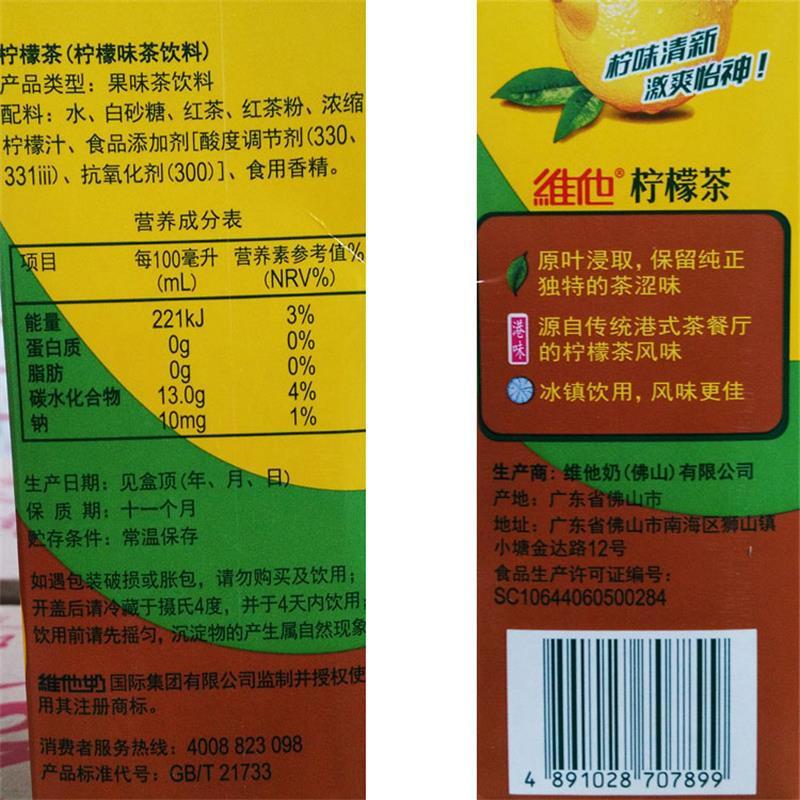 柠檬茶(柠檬味茶饮料)
产品类型：果味茶饮料
配料：水、白砂糖、红茶、红茶粉、浓缩
柠檬汁、食品添加剂[酸度调节剂(330、
331iii)、抗氧化剂(300)]、食用香精。
营养成分表
项目 每100毫升 营养素参考值%
(mL) (NRV%)
能量 221kJ 3%
蛋白质 0g 0%
脂肪 0g 0%
碳水化合物 13.0g 4%
钠 10mg 1%
生产日期：见盒顶(年、月、日)
保质期：十一个月
贮存条件：常温保存
如遇包装破损或胀包，请勿购买及饮用；
开盖后请冷藏于摄氏4度，并于4天内饮用
饮用前请先摇匀，沉淀物的产生属自然现象
維他奶国际集团有限公司监制并授权使
用其注册商标。
消费者服务热线：4008 823 098
产品标准代号：GB/T 21733
柠味清新
激爽怡神！
維他®柠檬茶
原叶浸取，保留纯正
独特的茶涩味
港味
源自传统港式茶餐厅
的柠檬茶风味
冰镇饮用，风味更佳
生产商：维他奶(佛山)有限公司
产地：广东省佛山市
地址：广东省佛山市南海区狮山镇
小塘金达路12号
食品生产许可证编号：
SC10644060500284
4 891028 707899